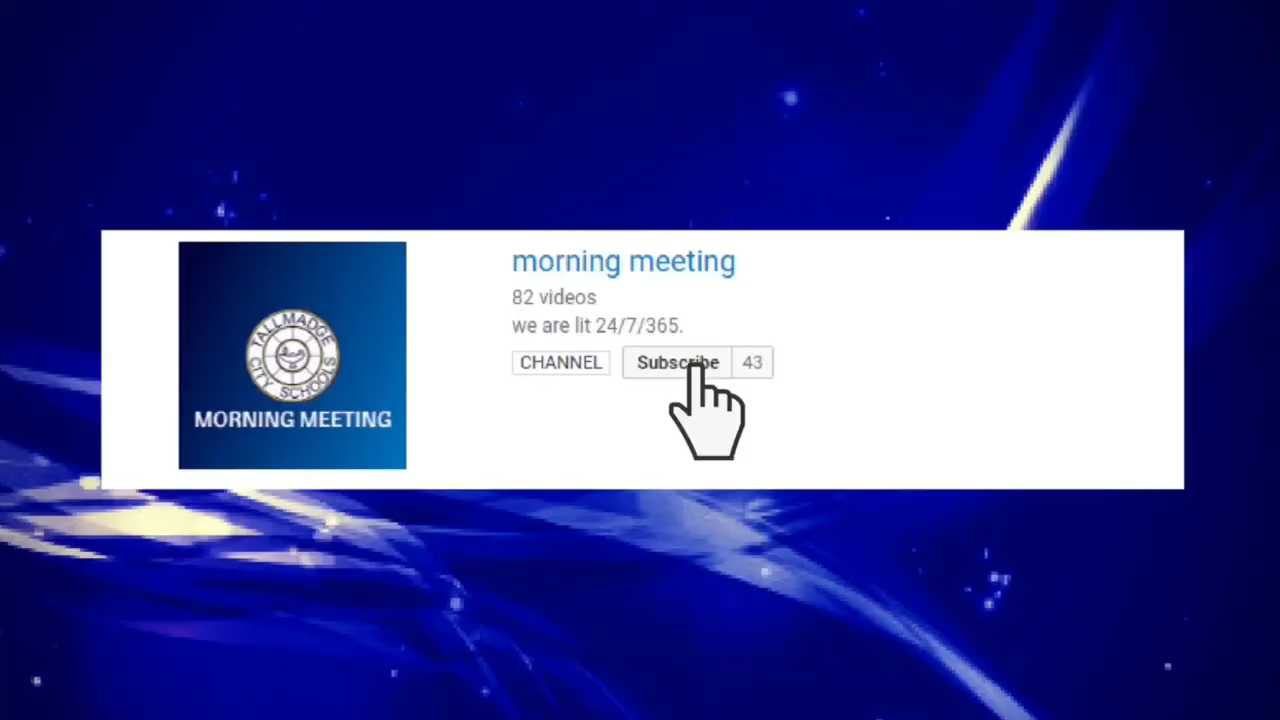 morning meeting
82 videos
we are lit 24/7/365.
CHANNEL Subscribe 43
TALLMADGE
CITY SCHOOLS
MORNING MEETING